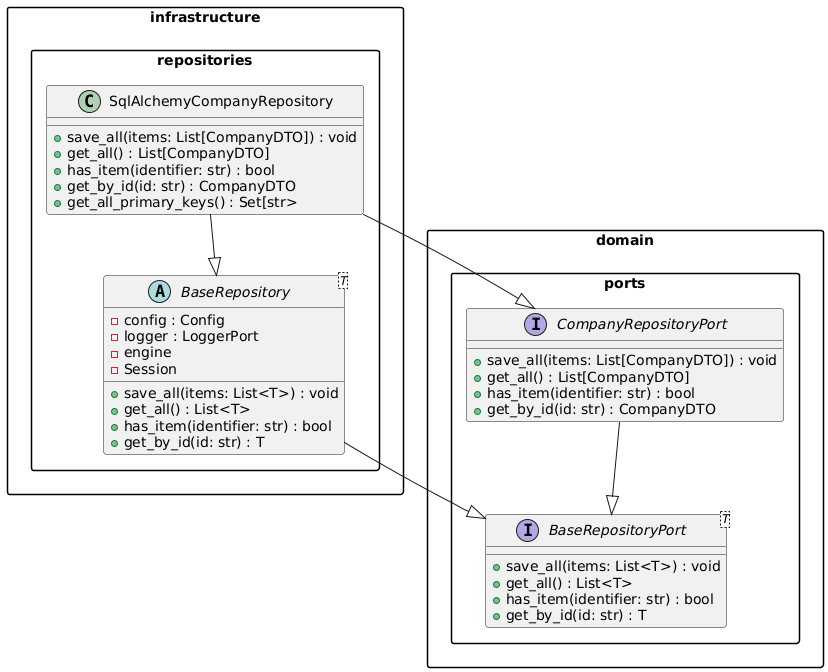 infrastructure
repositories
C SqlAlchemyCompanyRepository
save_all(items: List[CompanyDTO]) : void
get_all() : List[CompanyDTO]
has_item(identifier: str) : bool
get_by_id(id: str) : CompanyDTO
get_all_primary_keys() : Set[str>
A BaseRepository T
config : Config
logger : LoggerPort
engine
Session
save_all(items: List<T>) : void
get_all() : List<T>
has_item(identifier: str) : bool
get_by_id(id: str) : T
domain
ports
I CompanyRepositoryPort
save_all(items: List[CompanyDTO]) : void
get_all() : List[CompanyDTO]
has_item(identifier: str) : bool
get_by_id(id: str) : CompanyDTO
I BaseRepositoryPort T
save_all(items: List<T>) : void
get_all() : List<T>
has_item(identifier: str) : bool
get_by_id(id: str) : T